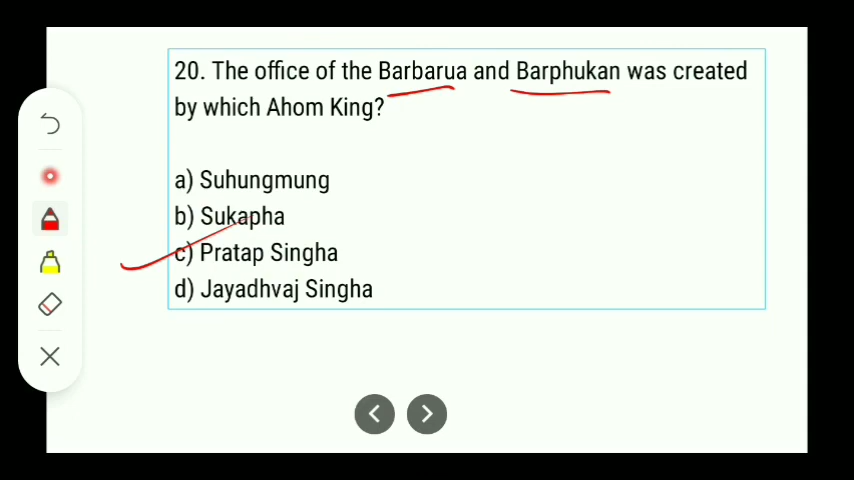 20. The office of the Barbarua and Barphukan was created
by which Ahom King?
a) Suhungmung
b) Sukapha
c) Pratap Singha
d) Jayadhvaj Singha